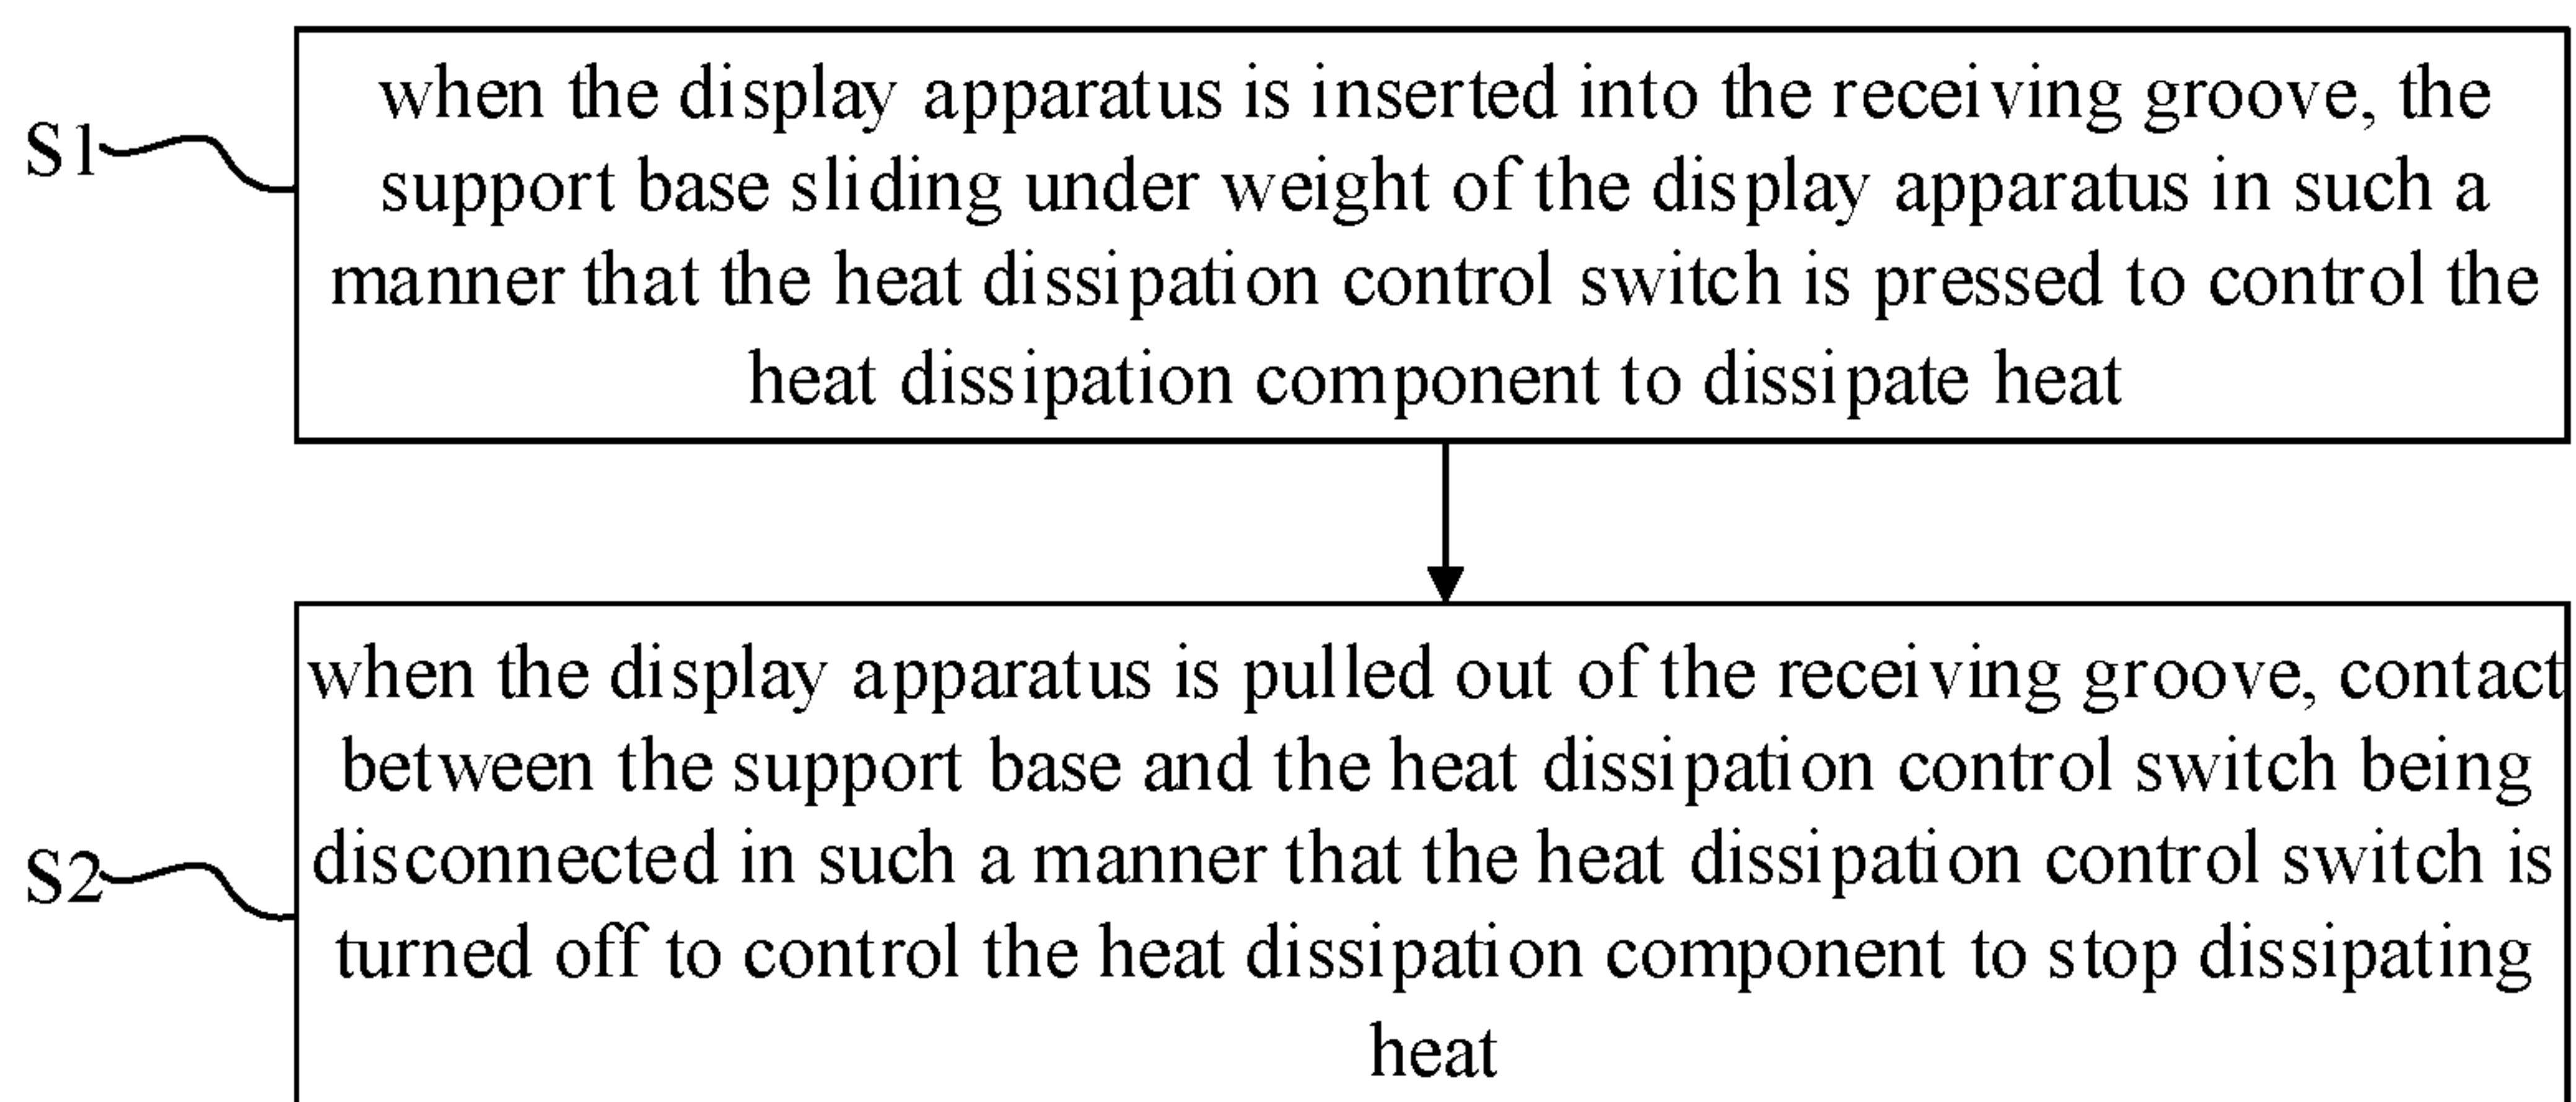 S1
when the display apparatus is inserted into the receiving groove, the
support base sliding under weight of the display apparatus in such a
manner that the heat dissipation control switch is pressed to control the
heat dissipation component to dissipate heat
S2
when the display apparatus is pulled out of the receiving groove, contact
between the support base and the heat dissipation control switch being
disconnected in such a manner that the heat dissipation control switch is
turned off to control the heat dissipation component to stop dissipating
heat